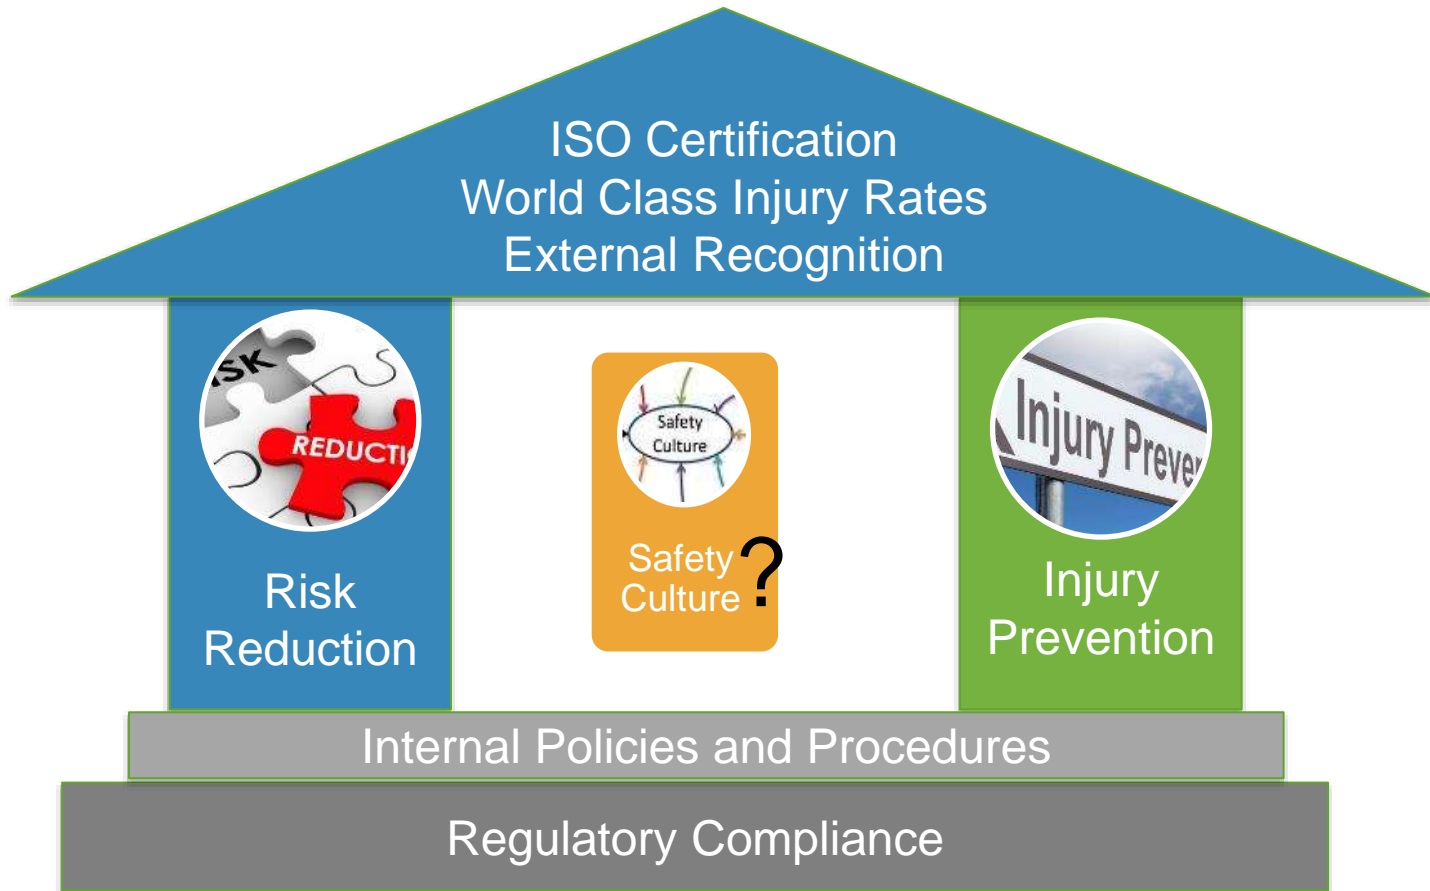 ISO Certification
World Class Injury Rates
External Recognition
ISK
REDUCTI
Safety
Culture
Injury Preve
Risk
Reduction
Safety
Culture ?
Injury
Prevention
Internal Policies and Procedures
Regulatory Compliance